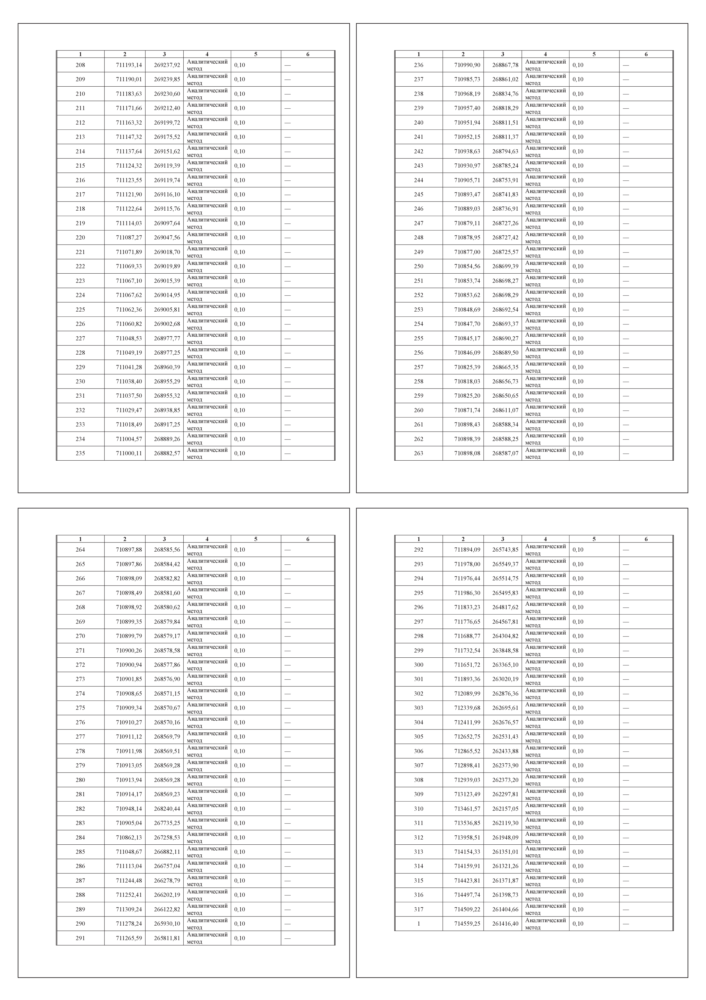 1 2 3 4 5 6
208 711193,14 269237,92 Аналитический метод 0,10 —
209 711190,01 269239,85 Аналитический метод 0,10 —
210 711183,63 269230,60 Аналитический метод 0,10 —
211 711171,66 269212,40 Аналитический метод 0,10 —
212 711163,32 269199,72 Аналитический метод 0,10 —
213 711147,32 269175,52 Аналитический метод 0,10 —
214 711137,64 269151,62 Аналитический метод 0,10 —
215 711124,32 269119,39 Аналитический метод 0,10 —
216 711123,55 269119,74 Аналитический метод 0,10 —
217 711121,90 269116,10 Аналитический метод 0,10 —
218 711122,64 269115,76 Аналитический метод 0,10 —
219 711114,03 269097,64 Аналитический метод 0,10 —
220 711087,27 269047,56 Аналитический метод 0,10 —
221 711071,89 269018,70 Аналитический метод 0,10 —
222 711069,33 269019,89 Аналитический метод 0,10 —
223 711067,10 269015,39 Аналитический метод 0,10 —
224 711067,62 269014,95 Аналитический метод 0,10 —
225 711062,36 269005,81 Аналитический метод 0,10 —
226 711060,82 269002,68 Аналитический метод 0,10 —
227 711048,53 268977,77 Аналитический метод 0,10 —
228 711049,19 268977,25 Аналитический метод 0,10 —
229 711041,28 268960,39 Аналитический метод 0,10 —
230 711038,40 268955,29 Аналитический метод 0,10 —
231 711037,50 268955,32 Аналитический метод 0,10 —
232 711029,47 268938,85 Аналитический метод 0,10 —
233 711018,49 268917,25 Аналитический метод 0,10 —
234 711004,57 268889,26 Аналитический метод 0,10 —
235 711000,11 268882,57 Аналитический метод 0,10 —
1 2 3 4 5 6
236 710990,90 268867,78 Аналитический метод 0,10 —
237 710985,73 268861,02 Аналитический метод 0,10 —
238 710968,19 268834,76 Аналитический метод 0,10 —
239 710957,40 268818,29 Аналитический метод 0,10 —
240 710951,94 268811,51 Аналитический метод 0,10 —
241 710952,15 268811,37 Аналитический метод 0,10 —
242 710938,63 268794,63 Аналитический метод 0,10 —
243 710930,97 268785,24 Аналитический метод 0,10 —
244 710905,71 268753,91 Аналитический метод 0,10 —
245 710893,47 268741,83 Аналитический метод 0,10 —
246 710889,03 268736,91 Аналитический метод 0,10 —
247 710879,11 268727,26 Аналитический метод 0,10 —
248 710878,95 268727,42 Аналитический метод 0,10 —
249 710877,00 268725,57 Аналитический метод 0,10 —
250 710854,56 268699,39 Аналитический метод 0,10 —
251 710853,74 268698,27 Аналитический метод 0,10 —
252 710853,62 268698,29 Аналитический метод 0,10 —
253 710848,69 268692,54 Аналитический метод 0,10 —
254 710847,70 268693,37 Аналитический метод 0,10 —
255 710845,17 268690,27 Аналитический метод 0,10 —
256 710846,09 268689,50 Аналитический метод 0,10 —
257 710825,39 268665,35 Аналитический метод 0,10 —
258 710818,03 268656,73 Аналитический метод 0,10 —
259 710825,20 268650,65 Аналитический метод 0,10 —
260 710871,74 268611,07 Аналитический метод 0,10 —
261 710898,43 268588,34 Аналитический метод 0,10 —
262 710898,39 268588,25 Аналитический метод 0,10 —
263 710898,08 268587,07 Аналитический метод 0,10 —
1 2 3 4 5 6
264 710897,88 268585,56 Аналитический метод 0,10 —
265 710897,86 268584,42 Аналитический метод 0,10 —
266 710898,09 268582,82 Аналитический метод 0,10 —
267 710898,49 268581,60 Аналитический метод 0,10 —
268 710898,92 268580,62 Аналитический метод 0,10 —
269 710899,35 268579,84 Аналитический метод 0,10 —
270 710899,79 268579,17 Аналитический метод 0,10 —
271 710900,26 268578,58 Аналитический метод 0,10 —
272 710900,94 268577,86 Аналитический метод 0,10 —
273 710901,85 268576,90 Аналитический метод 0,10 —
274 710908,65 268571,15 Аналитический метод 0,10 —
275 710909,34 268570,67 Аналитический метод 0,10 —
276 710910,27 268570,16 Аналитический метод 0,10 —
277 710911,12 268569,79 Аналитический метод 0,10 —
278 710911,98 268569,51 Аналитический метод 0,10 —
279 710913,05 268569,28 Аналитический метод 0,10 —
280 710913,94 268569,28 Аналитический метод 0,10 —
281 710914,17 268569,23 Аналитический метод 0,10 —
282 710948,14 268240,44 Аналитический метод 0,10 —
283 710905,04 267735,25 Аналитический метод 0,10 —
284 710862,13 267258,53 Аналитический метод 0,10 —
285 711048,67 266882,11 Аналитический метод 0,10 —
286 711113,04 266757,04 Аналитический метод 0,10 —
287 711244,48 266278,79 Аналитический метод 0,10 —
288 711252,41 266202,19 Аналитический метод 0,10 —
289 711309,24 266122,82 Аналитический метод 0,10 —
290 711278,24 265930,10 Аналитический метод 0,10 —
291 711265,59 265811,81 Аналитический метод 0,10 —
1 2 3 4 5 6
292 711894,09 265743,85 Аналитический метод 0,10 —
293 711978,00 265549,37 Аналитический метод 0,10 —
294 711976,44 265514,75 Аналитический метод 0,10 —
295 711986,30 265495,83 Аналитический метод 0,10 —
296 711833,23 264817,62 Аналитический метод 0,10 —
297 711776,65 264567,81 Аналитический метод 0,10 —
298 711688,77 264304,82 Аналитический метод 0,10 —
299 711732,54 263848,58 Аналитический метод 0,10 —
300 711651,72 263365,10 Аналитический метод 0,10 —
301 711893,36 263020,19 Аналитический метод 0,10 —
302 712089,99 262876,36 Аналитический метод 0,10 —
303 712339,68 262695,61 Аналитический метод 0,10 —
304 712411,99 262676,57 Аналитический метод 0,10 —
305 712652,75 262531,43 Аналитический метод 0,10 —
306 712865,52 262433,88 Аналитический метод 0,10 —
307 712898,41 262373,90 Аналитический метод 0,10 —
308 712939,03 262373,20 Аналитический метод 0,10 —
309 713123,49 262297,81 Аналитический метод 0,10 —
310 713461,57 262157,05 Аналитический метод 0,10 —
311 713536,85 262119,30 Аналитический метод 0,10 —
312 713958,51 261948,09 Аналитический метод 0,10 —
313 714154,33 261351,01 Аналитический метод 0,10 —
314 714159,91 261321,26 Аналитический метод 0,10 —
315 714423,81 261371,87 Аналитический метод 0,10 —
316 714497,74 261398,73 Аналитический метод 0,10 —
317 714509,22 261404,66 Аналитический метод 0,10 —
1 714559,25 261416,40 Аналитический метод 0,10 —